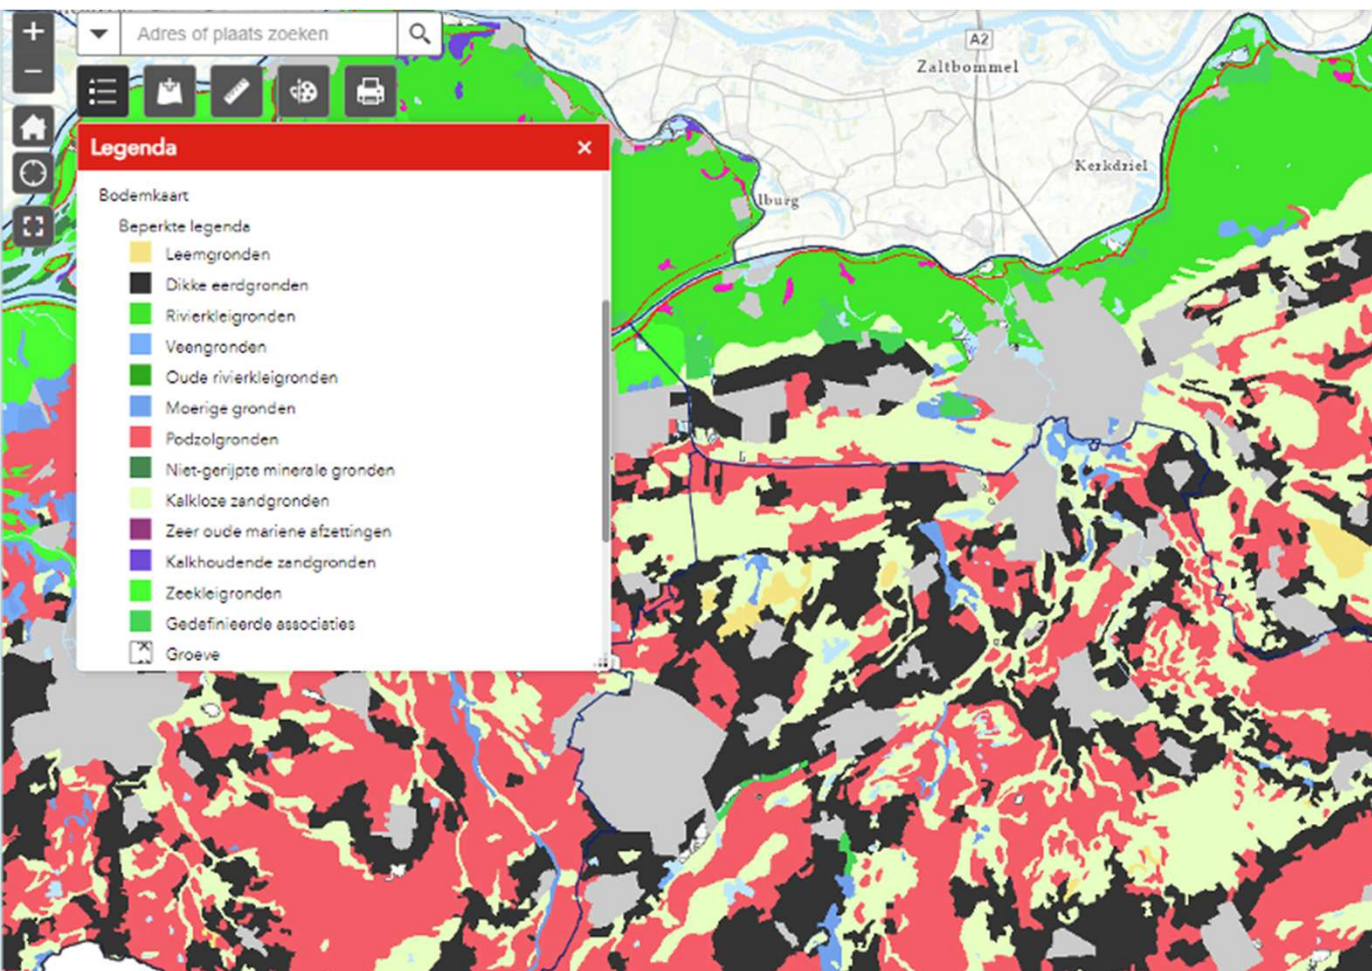 Adres of plaats zoeken
A2
Zaltbommel
Kerkdriel
lburg
Legenda
Bodemkaart
Beperkte legenda
Leemgronden
Dikke eerdgronden
Rivierkleigronden
Veengronden
Oude rivierkleigronden
Moerige gronden
Podzolgronden
Niet-gerijpte minerale gronden
Kalkloze zandgronden
Zeer oude mariene afzettingen
Kalkhoudende zandgronden
Zeekleigronden
Gedefinieerde associaties
Groeve